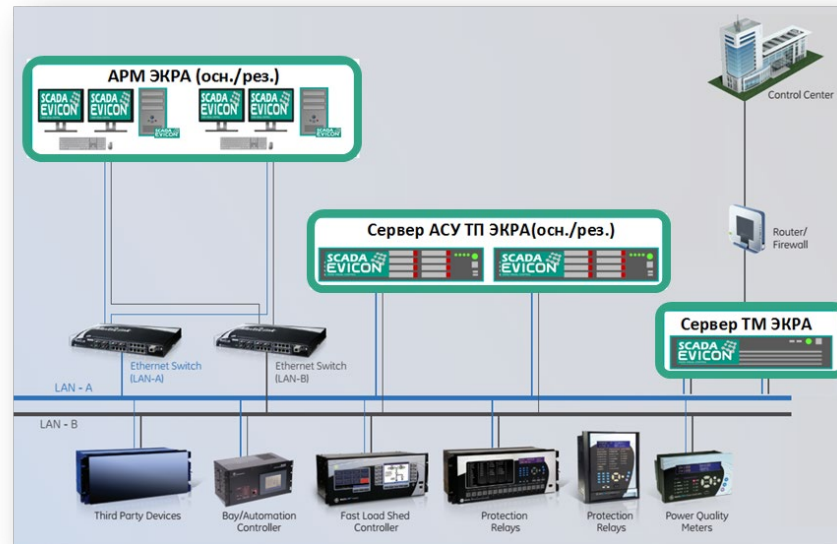 АРМ ЭКРА (осн./рез.)
SCADA
EVICON
SCADA
EVICON
SCADA
EVICON
SCADA
EVICON
SCADA
EVICON
SCADA
EVICON
Control Center
Сервер АСУ ТП ЭКРА(осн./рез.)
SCADA
EVICON
SCADA
EVICON
Router/
Firewall
Сервер ТМ ЭКРА
SCADA
EVICON
Ethernet Switch
(LAN-A)
Ethernet Switch
(LAN-B)
LAN - A
LAN - B
Third Party Devices
Bay/Automation
Controller
Fast Load Shed
Controller
Protection
Relays
Protection
Relays
Power Quality
Meters